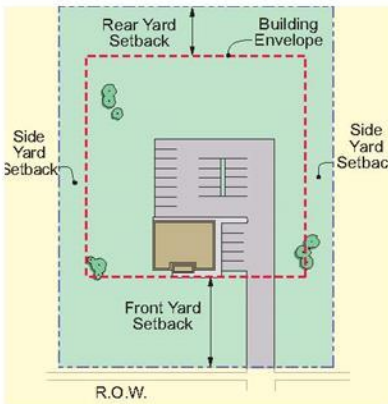 Rear Yard
Setback
Building
Envelope
Side
Yard
Setback
Side
Yard
Setbac
Front Yard
Setback
R.O.W.